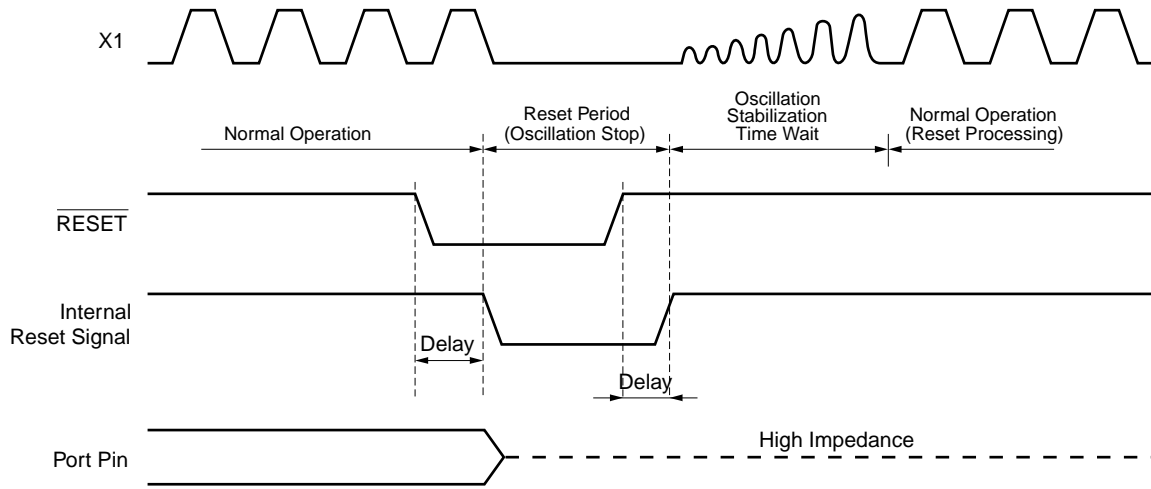 X1
Normal Operation
Reset Period
(Oscillation Stop)
Oscillation
Stabilization
Time Wait
Normal Operation
(Reset Processing)
RESET
Internal
Reset Signal
Delay
Delay
Port Pin
High Impedance